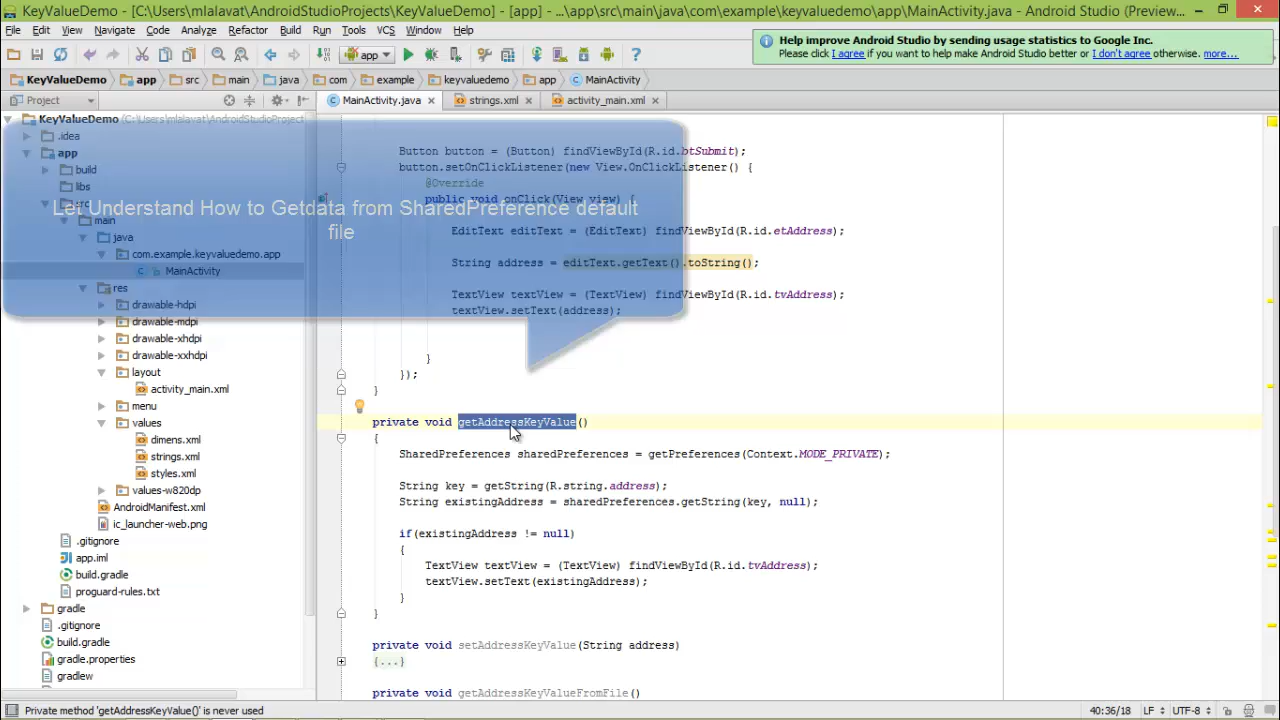 KeyValueDemo - [C:\Users\mlalavat\AndroidStudioProjects\KeyValueDemo] - [app] - ...\app\src\main\java\com\example\keyvaluedemo\app\MainActivity.java - Android Studio (Preview...
File Edit View Navigate Code Analyze Refactor Build Run Tools VCS Window Help
Help improve Android Studio by sending usage statistics to Google Inc.
Please click I agree if you want to help make Android Studio better or I don't agree otherwise. more...
app
KeyValueDemo app src main java com example keyvaluedemo app MainActivity
Project
MainActivity.java strings.xml activity_main.xml
KeyValueDemo (C:\Users\mlalavat\AndroidStudioProject
.idea
app
build
libs
src
main
java
com.example.keyvaluedemo.app
MainActivity
res
drawable-hdpi
drawable-mdpi
drawable-xhdpi
drawable-xxhdpi
layout
activity_main.xml
menu
values
dimens.xml
strings.xml
styles.xml
values-w820dp
AndroidManifest.xml
ic_launcher-web.png
.gitignore
app.iml
build.gradle
proguard-rules.txt
gradle
.gitignore
build.gradle
gradle.properties
gradlew
Let Understand How to Getdata from SharedPreference default
file
Button button = (Button) findViewById(R.id.btSubmit);
button.setOnClickListener(new View.OnClickListener() {
@Override
public void onClick(View view) {
EditText editText = (EditText) findViewById(R.id.etAddress);
String address = editText.getText().toString();
TextView textView = (TextView) findViewById(R.id.tvAddress);
textView.setText(address);
}
});
}
private void getAddressKeyValue()
{
SharedPreferences sharedPreferences = getPreferences(Context.MODE_PRIVATE);
String key = getString(R.string.address);
String existingAddress = sharedPreferences.getString(key, null);
if(existingAddress != null)
{
TextView textView = (TextView) findViewById(R.id.tvAddress);
textView.setText(existingAddress);
}
}
private void setAddressKeyValue(String address)
{...}
private void getAddressKeyValueFromFile()
Private method 'getAddressKeyValue()' is never used
40:36/18 LF UTF-8